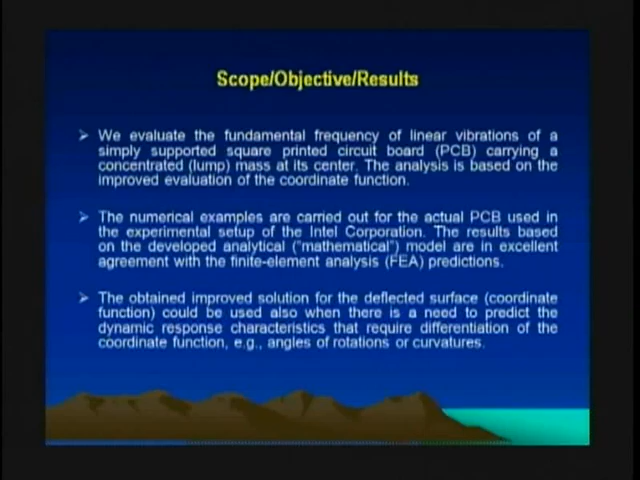 Scope/Objective/Results
➢ We evaluate the fundamental frequency of linear vibrations of a
simply supported square printed circuit board (PCB) carrying a
concentrated (lump) mass at its center. The analysis is based on the
improved evaluation of the coordinate function.
➢ The numerical examples are carried out for the actual PCB used in
the experimental setup of the Intel Corporation. The results based
on the developed analytical (“mathematical”) model are in excellent
agreement with the finite-element analysis (FEA) predictions.
➢ The obtained improved solution for the deflected surface (coordinate
function) could be used also when there is a need to predict the
dynamic response characteristics that require differentiation of the
coordinate function, e.g., angles of rotations or curvatures.